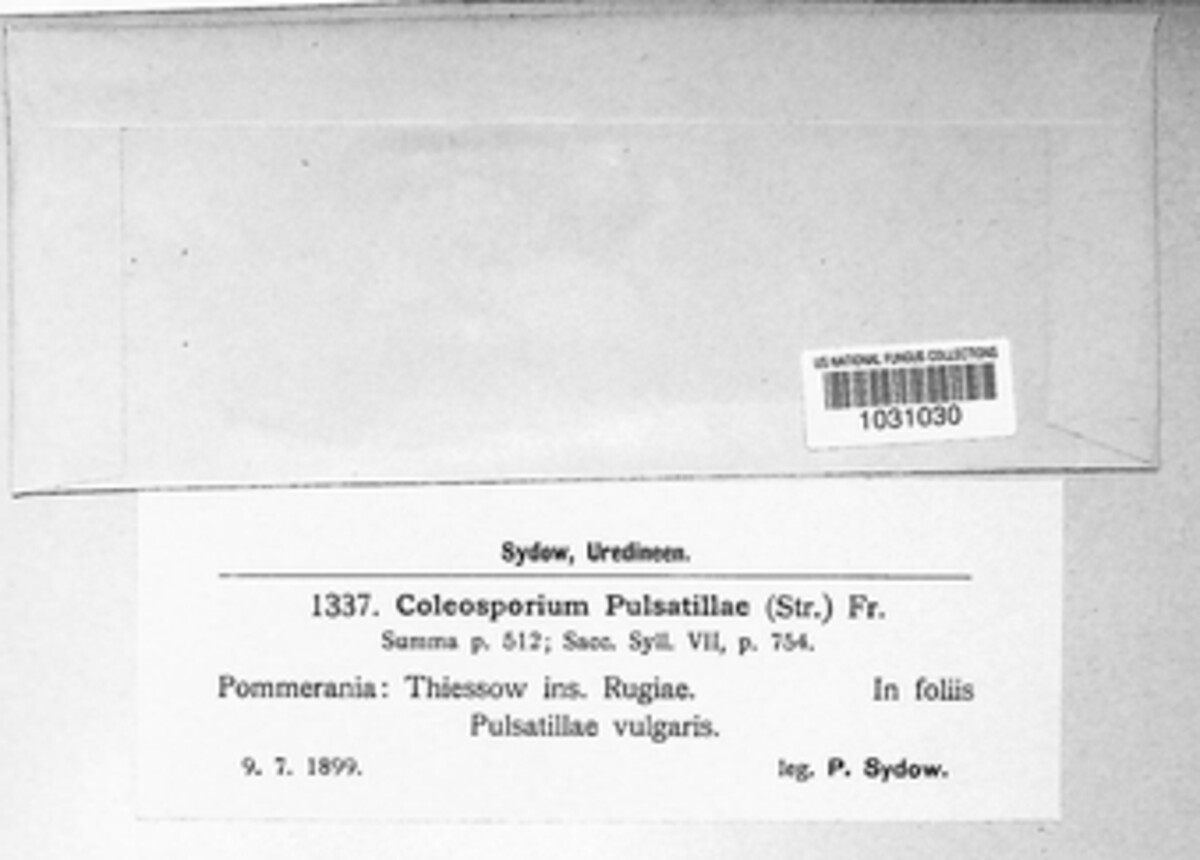 US NATIONAL FUNGUS COLLECTIONS
1031030
Sydow, Uredineen.
1337. Coleosporium Pulsatillae (Str.) Fr.
Summa p. 512; Sacc. Syll. VII, p. 754.
Pommerania: Thiessow ins. Rugiae. In foliis
Pulsatillae vulgaris.
9. 7. 1899. leg. P. Sydow.